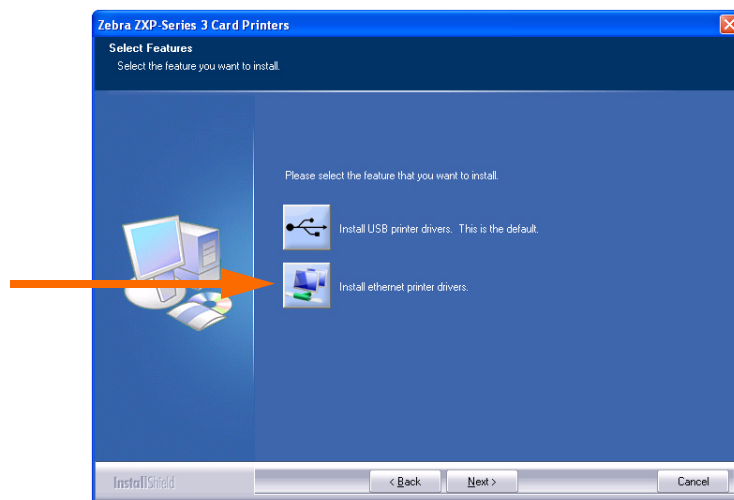 Zebra ZXP-Series 3 Card Printers
Select Features
Select the feature you want to install.
Please select the feature that you want to install.
Install USB printer drivers. This is the default.
Install ethernet printer drivers.
InstallShield
< Back
Next >
Cancel